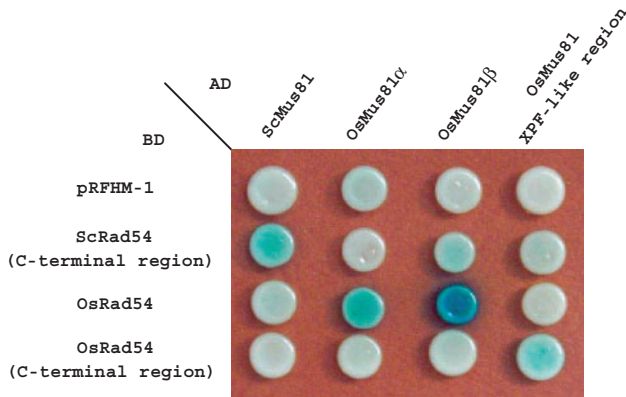 AD
BD
ScMus81
OsMus81α
OsMus81β
OsMus81
XPF-like region
pRFHM-1
ScRad54
(C-terminal region)
OsRad54
OsRad54
(C-terminal region)